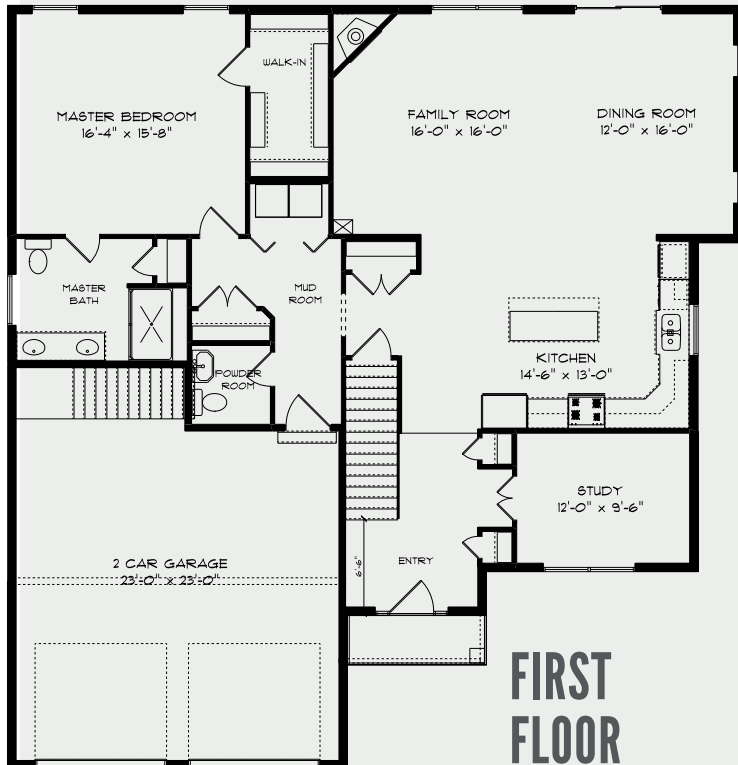 WALK-IN
MASTER BEDROOM
16'-4" x 15'-8"
FAMILY ROOM
16'-0" x 16'-0"
DINING ROOM
12'-0" x 16'-0"
MASTER
BATH
MUD
ROOM
KITCHEN
14'-6" x 13'-0"
POWDER
ROOM
STUDY
12'-0" x 9'-6"
2 CAR GARAGE
23'-0" x 23'-0"
ENTRY
6'-6"
FIRST
FLOOR